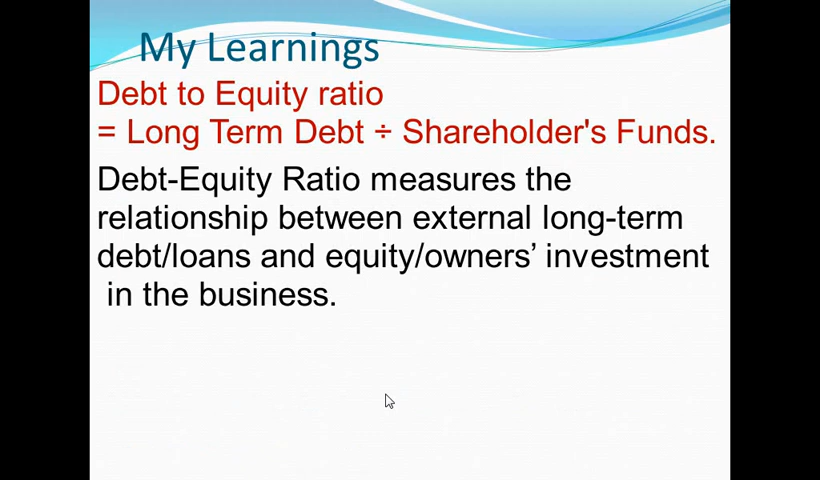 My Learnings
Debt to Equity ratio
= Long Term Debt ÷ Shareholder's Funds.
Debt-Equity Ratio measures the
relationship between external long-term
debt/loans and equity/owners’ investment
in the business.